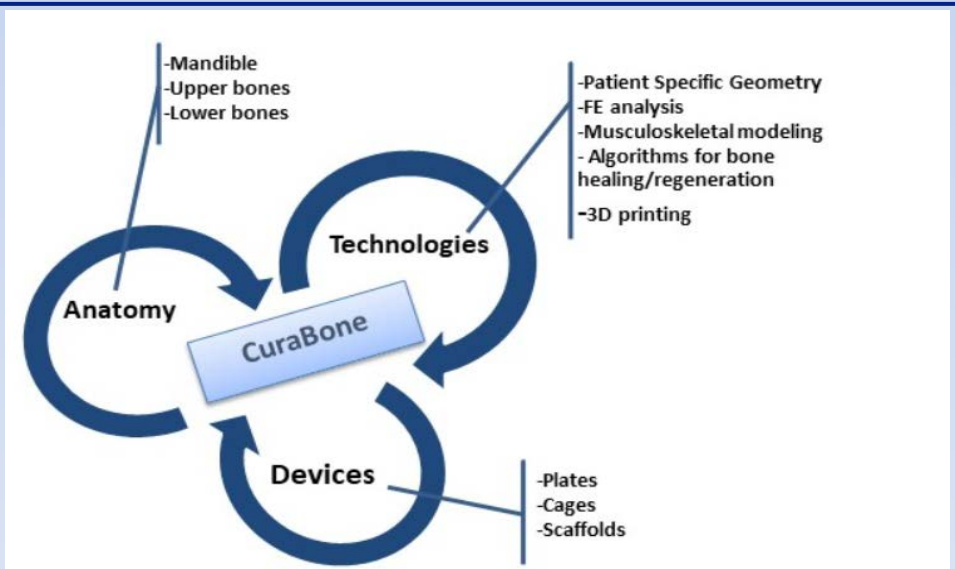 -Mandible
-Upper bones
-Lower bones
-Patient Specific Geometry
-FE analysis
-Musculoskeletal modeling
- Algorithms for bone
healing/regeneration
-3D printing
Technologies
Anatomy
CuraBone
Devices
-Plates
-Cages
-Scaffolds